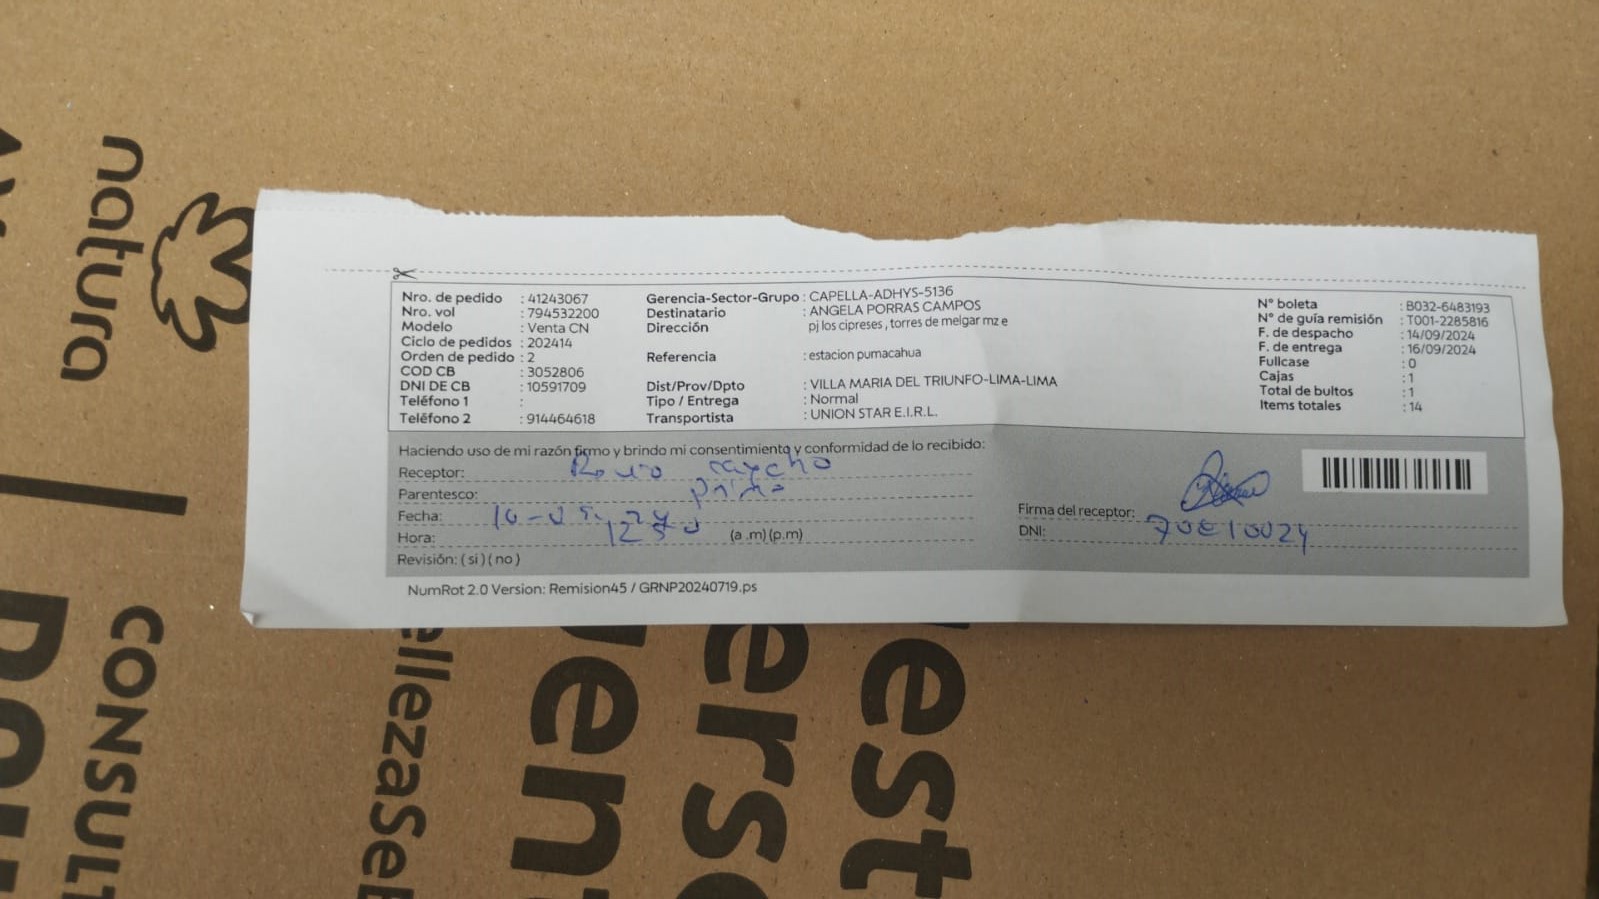 natura
Nro. de pedido : 41243067
Nro. vol : 794532200
Modelo : Venta CN
Ciclo de pedidos : 202414
Orden de pedido : 2
COD CB : 3052806
DNI DE CB : 10591709
Teléfono 1 :
Teléfono 2 : 914464618
Gerencia-Sector-Grupo : CAPELLA-ADHYS-5136
Destinatario : ANGELA PORRAS CAMPOS
Dirección pj los cipreses , torres de melgar mz e
Referencia : estacion pumacahua
Dist/Prov/Dpto : VILLA MARIA DEL TRIUNFO-LIMA-LIMA
Tipo / Entrega : Normal
Transportista : UNION STAR E.I.R.L.
N° boleta : B032-6483193
N° de guía remisión : T001-2285816
F. de despacho : 14/09/2024
F. de entrega : 16/09/2024
Fullcase : 0
Cajas : 1
Total de bultos : 1
Items totales : 14
Haciendo uso de mi razón firmo y brindo mi consentimiento y conformidad de lo recibido:
Receptor:
Parentesco: prima
Fecha:
Hora: (a .m) (p.m)
Revisión: ( si ) ( no )
Firma del receptor:
DNI:
NumRot 2.0 Version: Remision45 / GRNP20240719.ps
CONSULT
ellezaSe